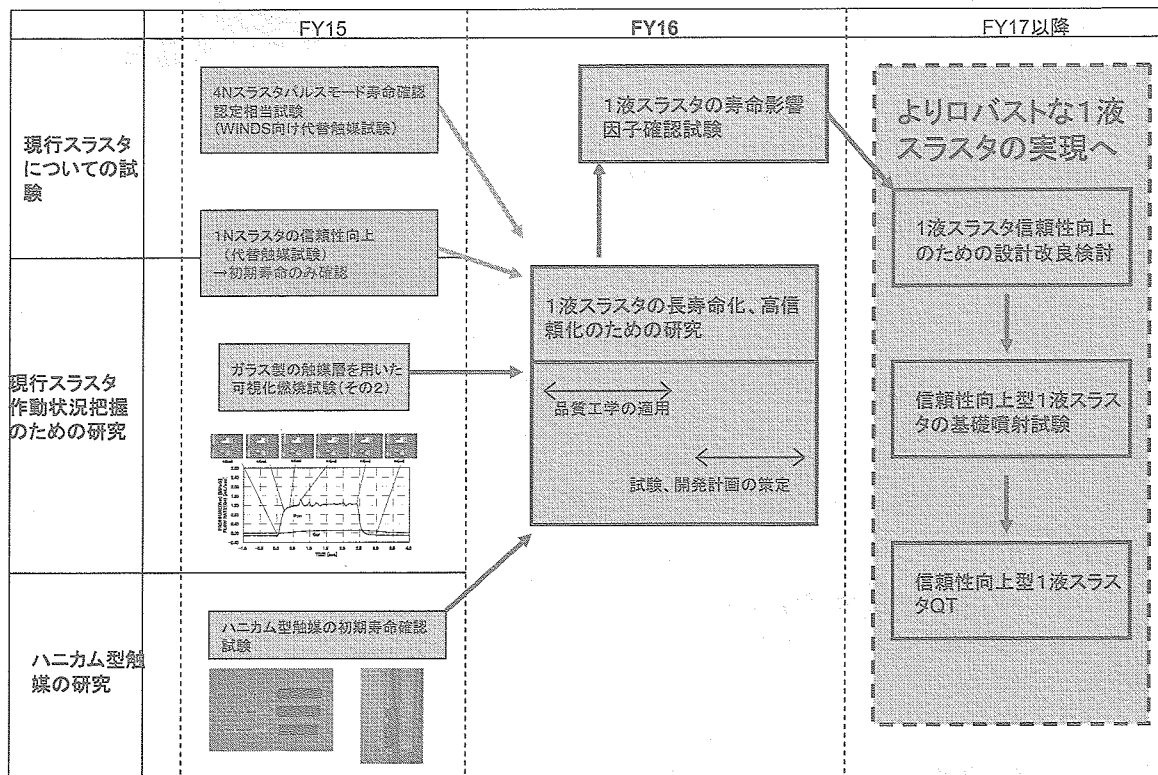 FY15
FY16
FY17以降
現行スラスタ
についての試
験
4Nスラスタパルスモード寿命確認
認定相当試験
(WINDS向け代替触媒試験)
1Nスラスタの信頼性向上
(代替触媒試験)
→初期寿命のみ確認
現行スラスタ
作動状況把握
のための研究
ガラス製の触媒層を用いた
可視化燃焼試験(その2)
ハニカム型触
媒の研究
ハニカム型触媒の初期寿命確認
試験
1液スラスタの寿命影響
因子確認試験
1液スラスタの長寿命化、高信
頼化のための研究
品質工学の適用
試験、開発計画の策定
よりロバストな1液
スラスタの実現へ
1液スラスタ信頼性向上
のための設計改良検討
信頼性向上型1液スラス
タの基礎噴射試験
信頼性向上型1液スラス
タQT